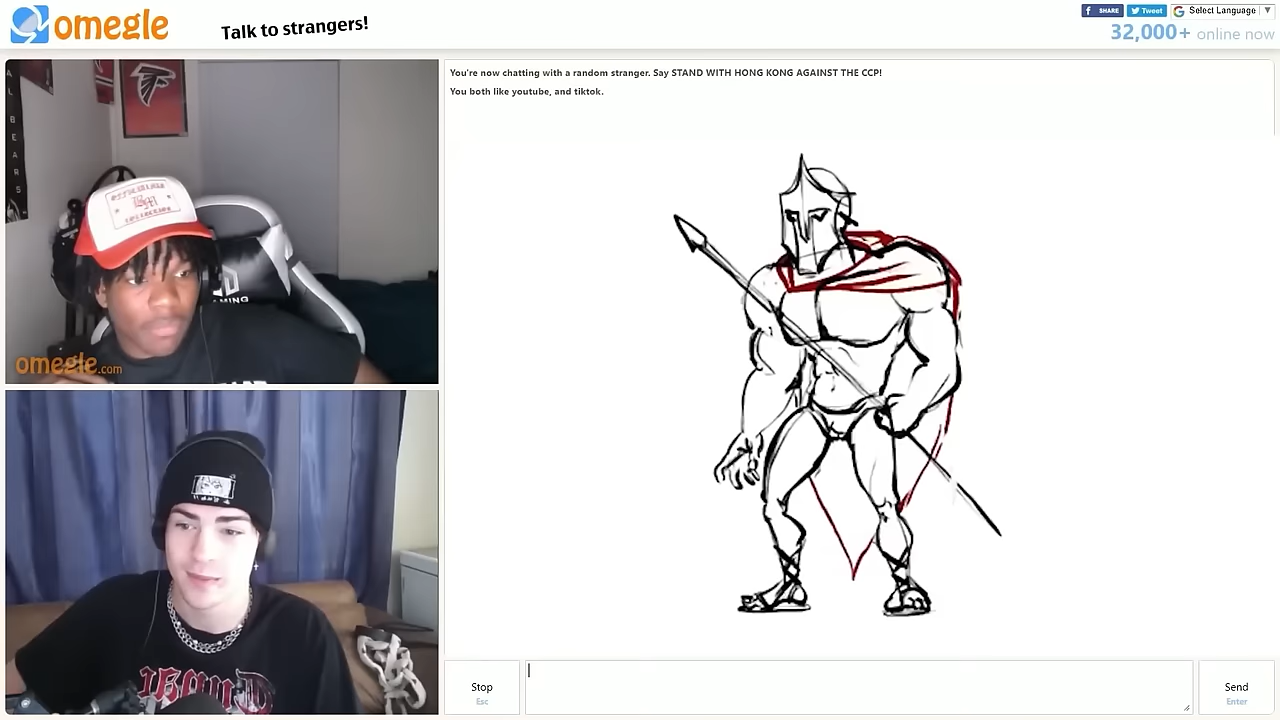 omegle
Talk to strangers!
SHARE
Tweet
Select Language ▼
32,000+ online now
You're now chatting with a random stranger. Say STAND WITH HONG KONG AGAINST THE CCP!
You both like youtube, and tiktok.
BEARS
GAMING
omegle.com
Stop
Esc
Send
Enter